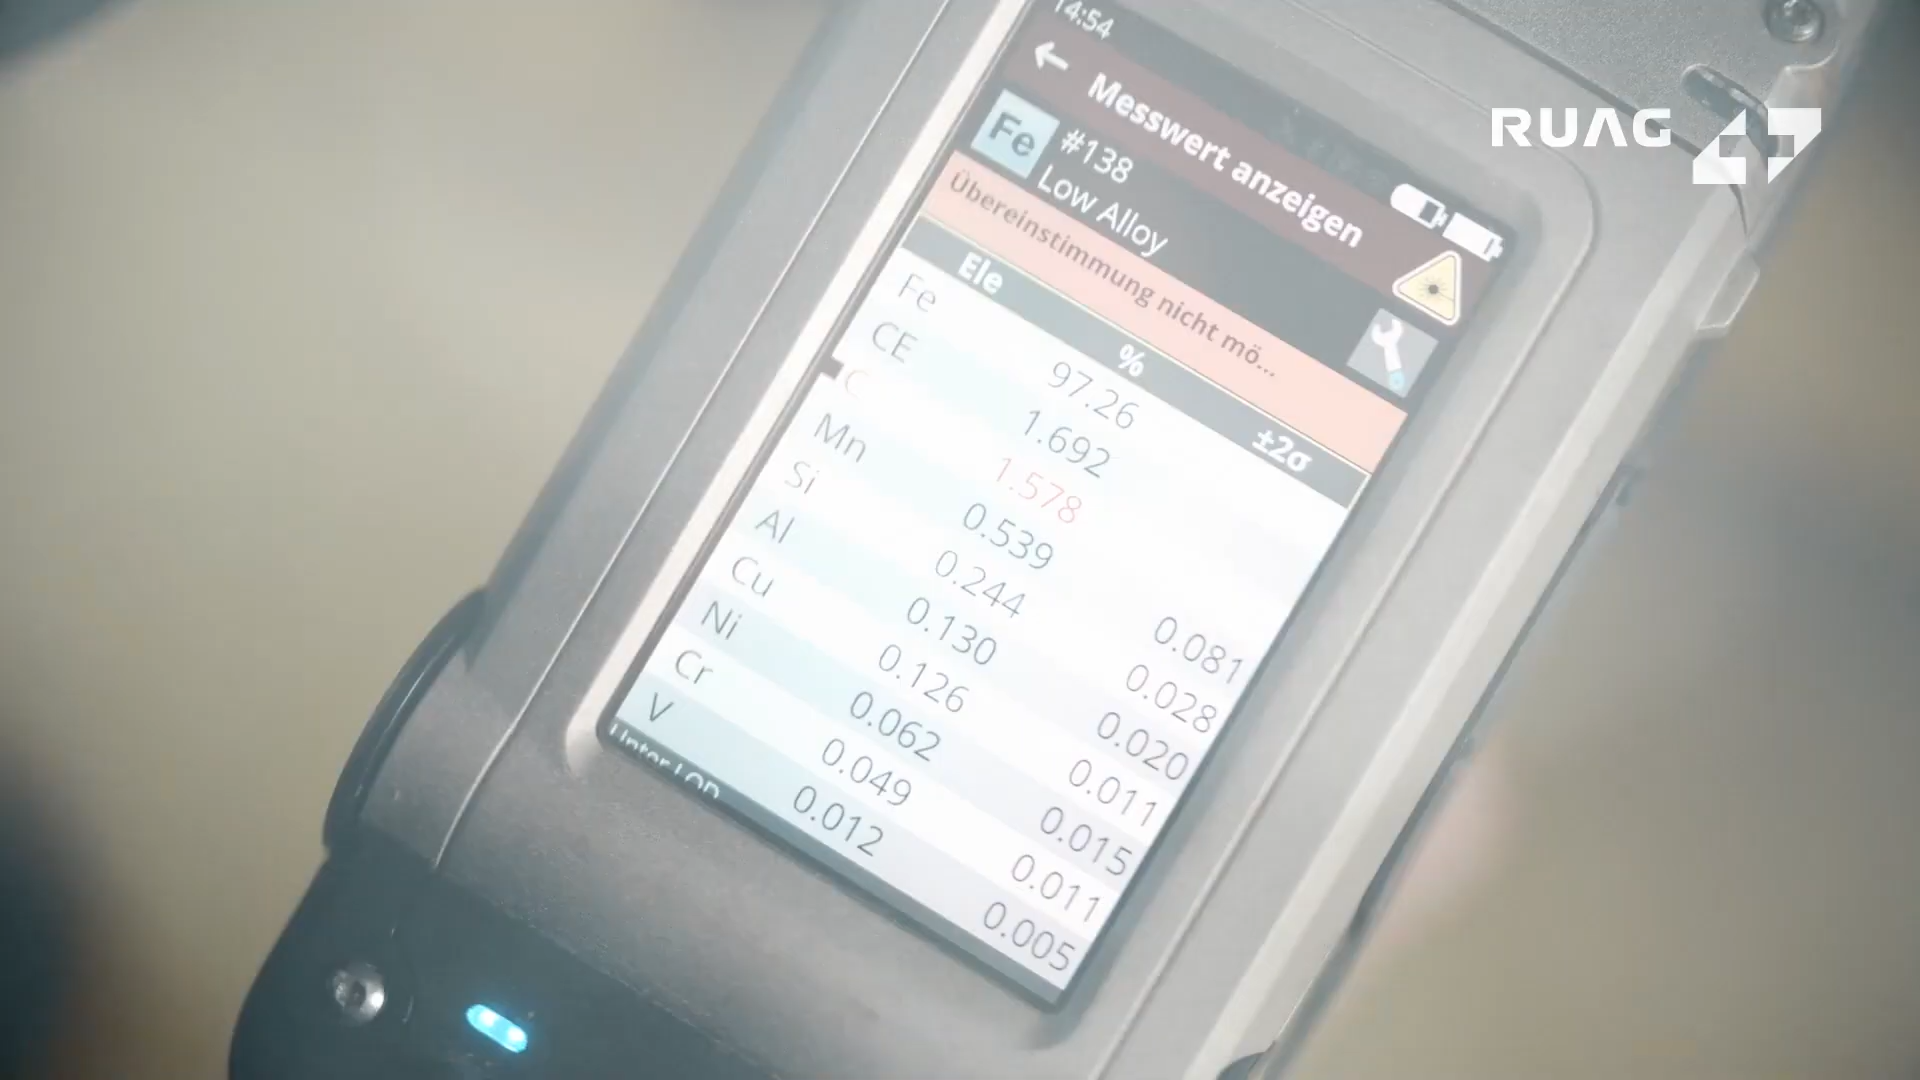 14:54
← Messwert anzeigen
Fe #138
Low Alloy
Übereinstimmung nicht mö...
Ele % ±2σ
Fe 97.26
CE 1.692
C 1.578
Mn 0.539 0.081
Si 0.244 0.028
Al 0.130 0.020
Cu 0.126 0.011
Ni 0.062 0.015
Cr 0.049 0.011
V 0.012 0.005
Unter LOD
RUAG